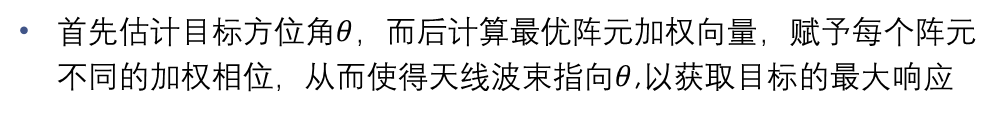 • 首先估计目标方位角θ，而后计算最优阵元加权向量，赋予每个阵元
不同的加权相位，从而使得天线波束指向θ,以获取目标的最大响应